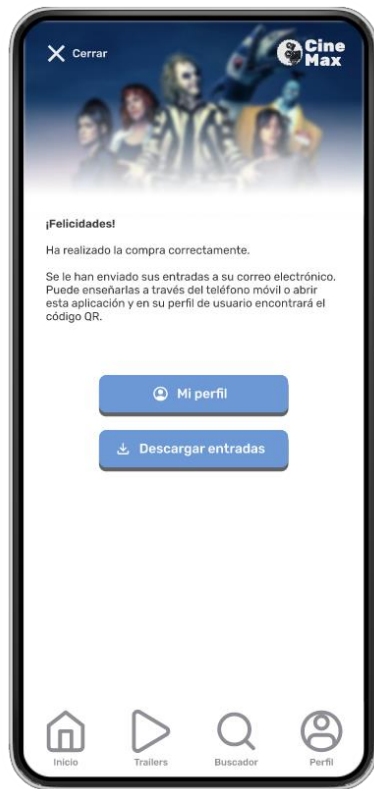 Cerrar
Cine
Max
¡Felicidades!
Ha realizado la compra correctamente.
Se le han enviado sus entradas a su correo electrónico.
Puede enseñarlas a través del teléfono móvil o abrir
esta aplicación y en su perfil de usuario encontrará el
código QR.
Mi perfil
Descargar entradas
Inicio
Trailers
Buscador
Perfil